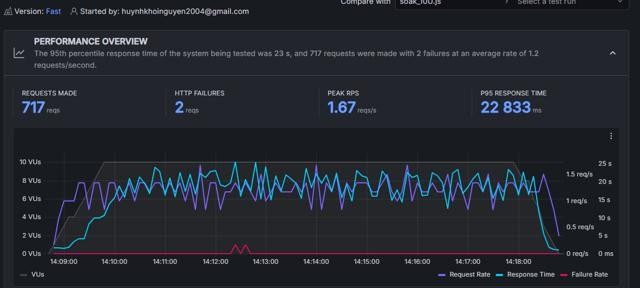 Compare with soak_100.js Select a test run
Version: Fast Started by: huynhkhoinguyen2004@gmail.com
PERFORMANCE OVERVIEW
The 95th percentile response time of the system being tested was 23 s, and 717 requests were made with 2 failures at an average rate of 1.2
requests/second.
REQUESTS MADE HTTP FAILURES PEAK RPS P95 RESPONSE TIME
717 reqs 2 reqs 1.67 reqs/s 22 833 ms
10 VUs 25 s
1.5 req/s
8 VUs 20 s
6 VUs 15 s
1 req/s
4 VUs 10 s
0.5 req/s
2 VUs 5 s
0 VUs 0 req/s 0 ms
14:09:00 14:10:00 14:11:00 14:12:00 14:13:00 14:14:00 14:15:00 14:16:00 14:17:00 14:18:00
VUs Request Rate Response Time Failure Rate